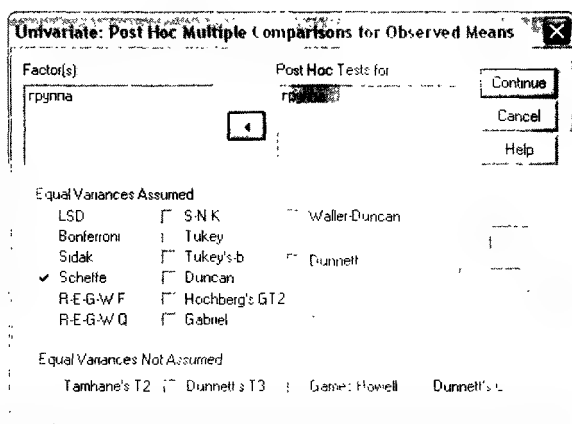 Univariate: Post Hoc Multiple Comparisons for Observed Means
Factor(s)
группа
Post Hoc Tests for
группа
Continue
Cancel
Help
Equal Variances Assumed
LSD S-N-K Waller-Duncan
Bonferroni Tukey
Sidak Tukey's-b Dunnett
Scheffe Duncan
R-E-G-W F Hochberg's GT2
R-E-G-W Q Gabriel
Equal Variances Not Assumed
Tamhane's T2 Dunnett's T3 Games-Howell Dunnett's C